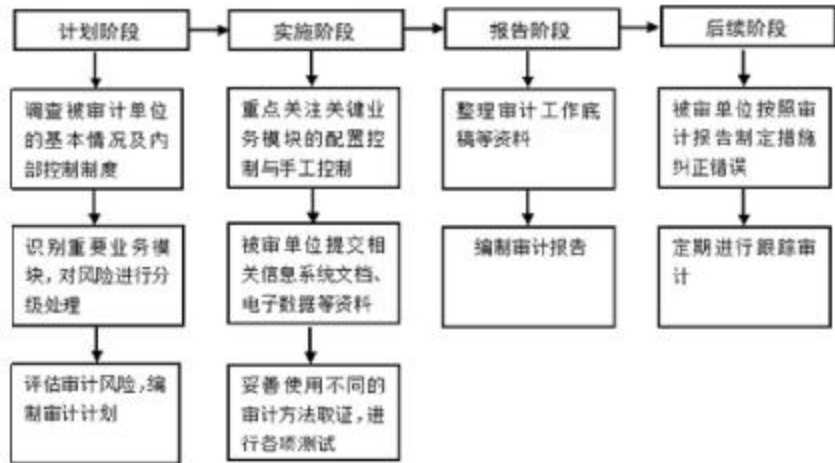 计划阶段
实施阶段
报告阶段
后续阶段
调查被审计单位
的基本情况及内
部控制制度
重点关注关键业
务模块的配置控
制与手工控制
整理审计工作底
稿等资料
被审单位按照审
计报告制定措施
纠正错误
识别重要业务模
块，对风险进行分
级处理
被审单位提交相
关信息系统文档、
电子数据等资料
编制审计报告
定期进行跟踪审
计
评估审计风险，编
制审计计划
妥善使用不同的
审计方法取证，进
行各项测试